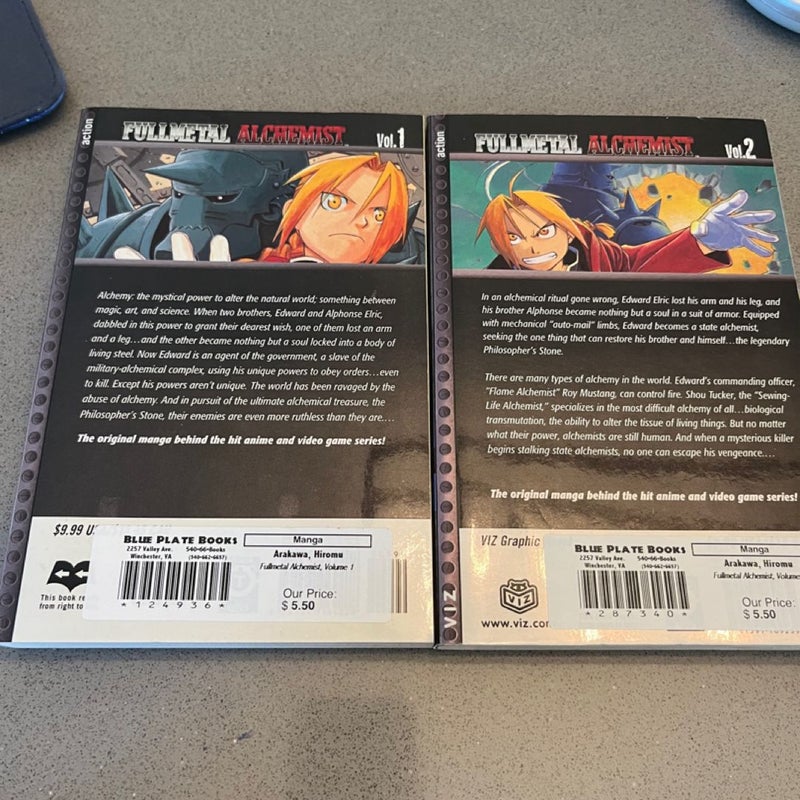 action
FULLMETAL ALCHEMIST
Vol. 1
Alchemy: the mystical power to alter the natural world; something between
magic, art, and science. When two brothers, Edward and Alphonse Elric,
dabbled in this power to grant their dearest wish, one of them lost an arm
and a leg...and the other became nothing but a soul locked into a body of
living steel. Now Edward is an agent of the government, a slave of the
military-alchemical complex, using his unique powers to obey orders...even
to kill. Except his powers aren't unique. The world has been ravaged by the
abuse of alchemy. And in pursuit of the ultimate alchemical treasure, the
Philosopher's Stone, their enemies are even more ruthless than they are....
The original manga behind the hit anime and video game series!
$9.99
This book
from right to
BLUE PLATE BOOKS
2257 Valley Ave. 540-66-Books
Winchester, VA (540-662-6657)
*124936*
Manga
Arakawa, Hiromu
Fullmetal Alchemist, Volume 1
Our Price:
$ 5.50
action
FULLMETAL ALCHEMIST
Vol. 2
In an alchemical ritual gone wrong, Edward Elric lost his arm and his leg, and
his brother Alphonse became nothing but a soul in a suit of armor. Equipped
with mechanical "auto-mail" limbs, Edward becomes a state alchemist,
seeking the one thing that can restore his brother and himself...the legendary
Philosopher's Stone.
There are many types of alchemy in the world. Edward's commanding officer,
"Flame Alchemist" Roy Mustang, can control fire. Shou Tucker, the "Sewing-
Life Alchemist," specializes in the most difficult alchemy of all...biological
transmutation, the ability to alter the tissue of living things. But no matter
what their power, alchemists are still human. And when a mysterious killer
begins stalking state alchemists, no one can escape his vengeance....
The original manga behind the hit anime and video game series!
VIZ Graphic
VIZ
VIZ
www.viz.co
BLUE PLATE BOOKS
2257 Valley Ave. 540-66-Books
Winchester, VA (540-662-6657)
*287340*
Manga
Arakawa, Hiromu
Fullmetal Alchemist, Volume
Our Price:
$ 5.50